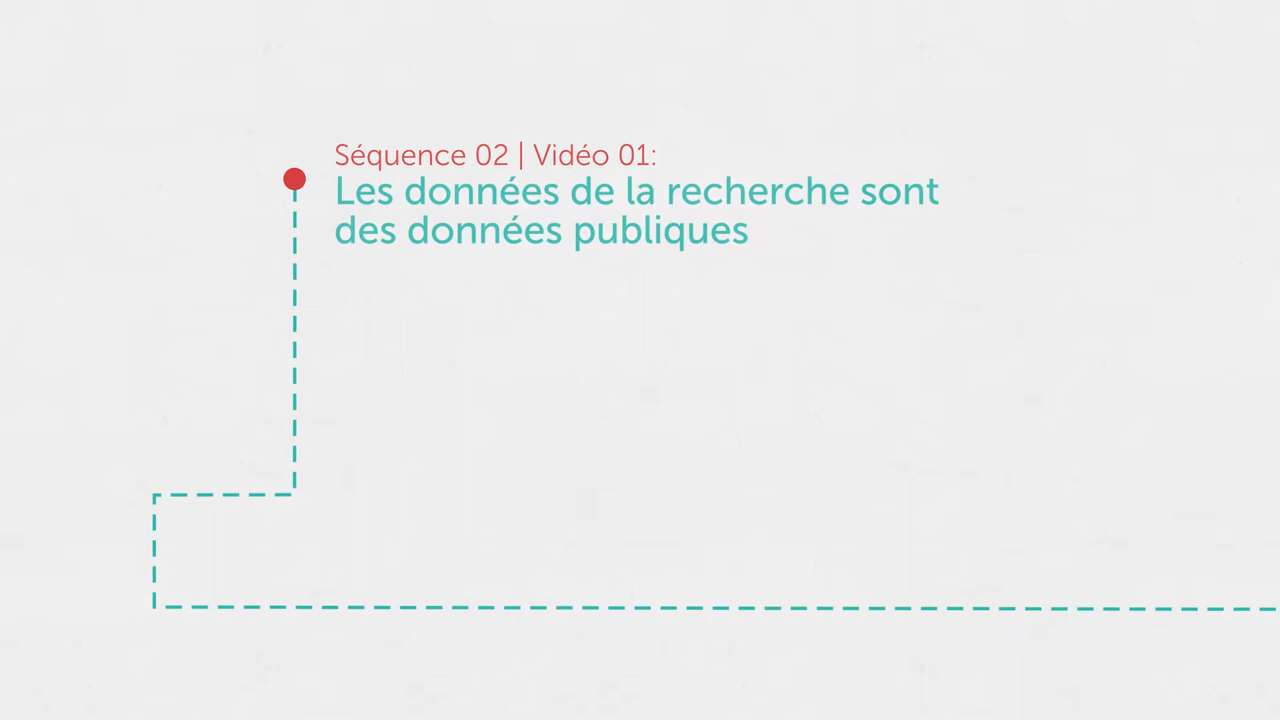 Séquence 02 | Vidéo 01:
Les données de la recherche sont
des données publiques